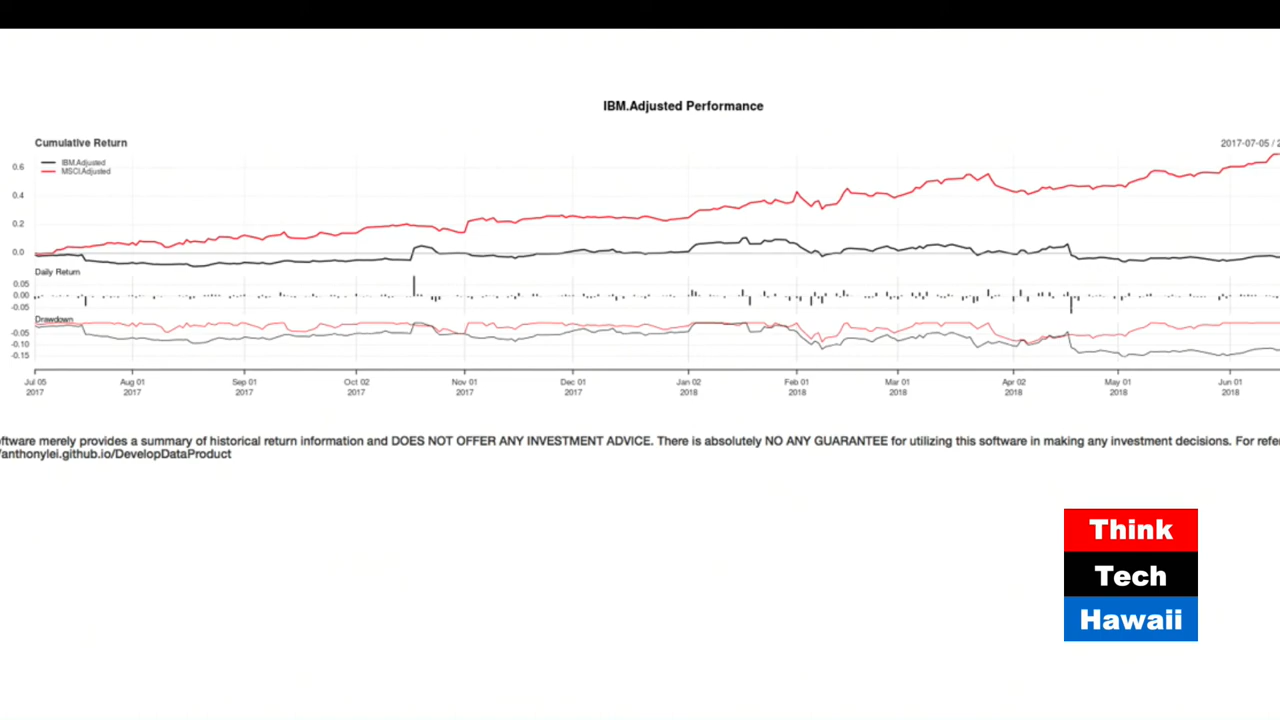 IBM.Adjusted Performance
Cumulative Return
2017-07-05 / 2
IBM.Adjusted
MSCI.Adjusted
0.6
0.4
0.2
0.0
Daily Return
0.05
0.00
-0.05
Drawdown
-0.05
-0.10
-0.15
Jul 05 Aug 01 Sep 01 Oct 02 Nov 01 Dec 01 Jan 02 Feb 01 Mar 01 Apr 02 May 01 Jun 01
2017 2017 2017 2017 2017 2017 2018 2018 2018 2018 2018 2018
oftware merely provides a summary of historical return information and DOES NOT OFFER ANY INVESTMENT ADVICE. There is absolutely NO ANY GUARANTEE for utilizing this software in making any investment decisions. For refer
/anthonylei.github.io/DevelopDataProduct
Think
Tech
Hawaii